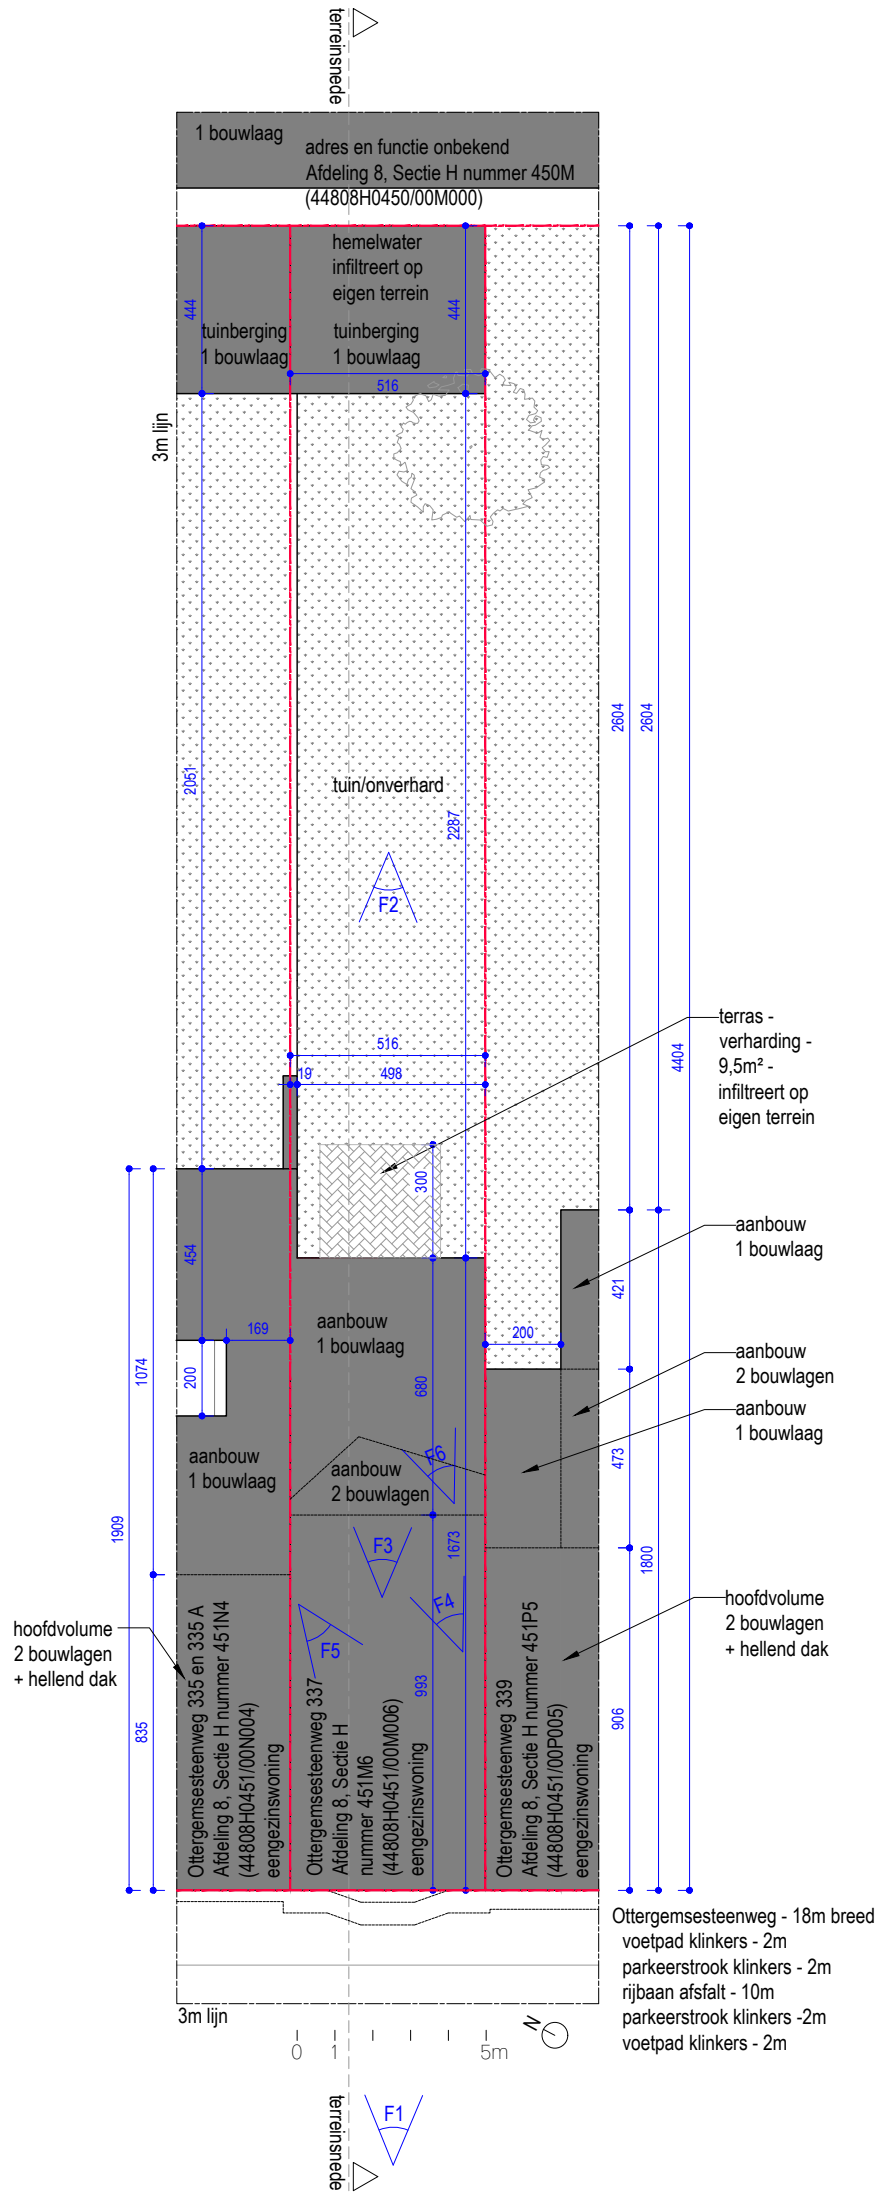 terreinsnede
1 bouwlaag
adres en functie onbekend
Afdeling 8, Sectie H nummer 450M
(44808H0450/00M000)
hemelwater
infiltreert op
eigen terrein
444
444
tuinberging
1 bouwlaag
tuinberging
1 bouwlaag
516
3m lijn
2604
2604
2051
tuin/onverhard
2287
F2
terras -
verharding -
9,5m² -
infiltreert op
eigen terrein
4404
516
19
498
300
aanbouw
1 bouwlaag
454
421
169
aanbouw
1 bouwlaag
200
aanbouw
2 bouwlagen
1074
200
680
aanbouw
1 bouwlaag
aanbouw
1 bouwlaag
aanbouw
2 bouwlagen
F6
473
1909
F3
1673
1800
F4
F5
hoofdvolume
2 bouwlagen
+ hellend dak
hoofdvolume
2 bouwlagen
+ hellend dak
835
Ottergemsesteenweg 335 en 335 A
Afdeling 8, Sectie H nummer 451N4
(44808H0451/00N004)
eengezinswoning
Ottergemsesteenweg 337
Afdeling 8, Sectie H
nummer 451M6
(44808H0451/00M006)
eengezinswoning
993
Ottergemsesteenweg 339
Afdeling 8, Sectie H nummer 451P5
(44808H0451/00P005)
eengezinswoning
906
Ottergemsesteenweg - 18m breed
voetpad klinkers - 2m
parkeerstrook klinkers - 2m
rijbaan afsfalt - 10m
parkeerstrook klinkers -2m
voetpad klinkers - 2m
3m lijn
N
0 1 5m
terreinsnede
F1